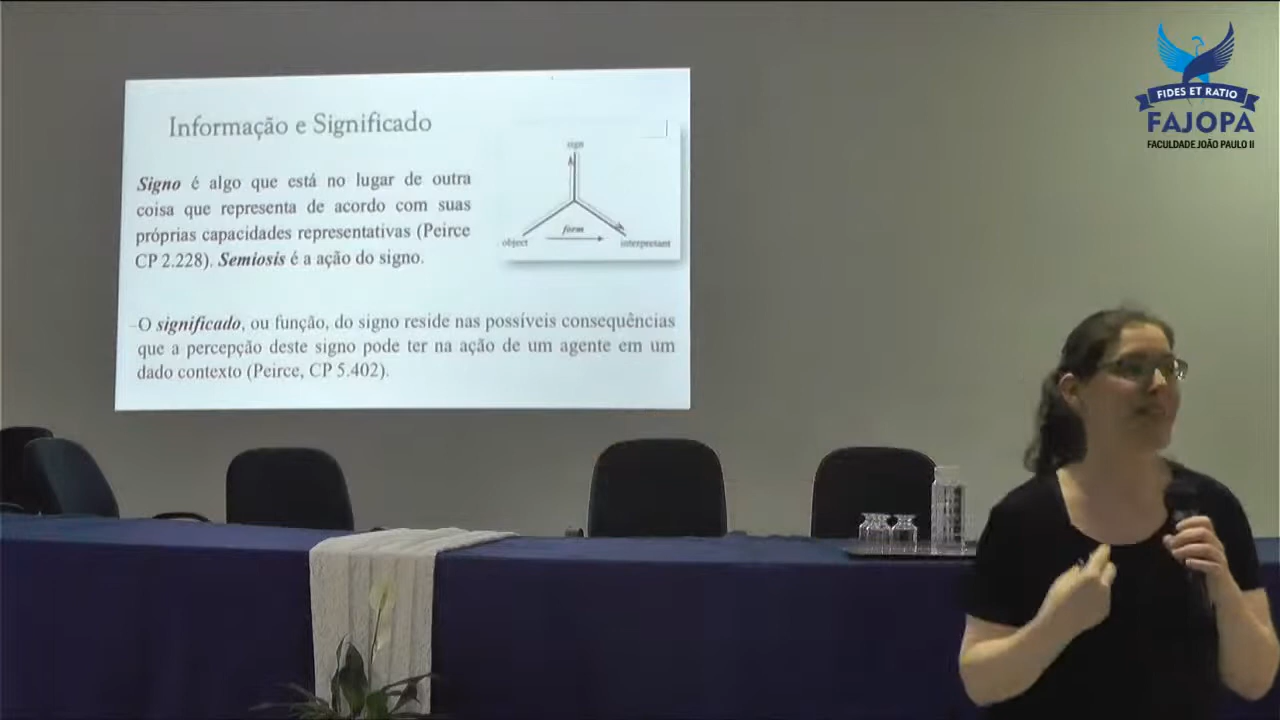 Informação e Significado
Signo é algo que está no lugar de outra
coisa que representa de acordo com suas
próprias capacidades representativas (Peirce
CP 2.228). Semiosis é a ação do signo.
sign
object
form
interpretant
O significado, ou função, do signo reside nas possíveis consequências
que a percepção deste signo pode ter na ação de um agente em um
dado contexto (Peirce, CP 5.402).
FIDES ET RATIO
FAJOPA
FACULDADE JOÃO PAULO II